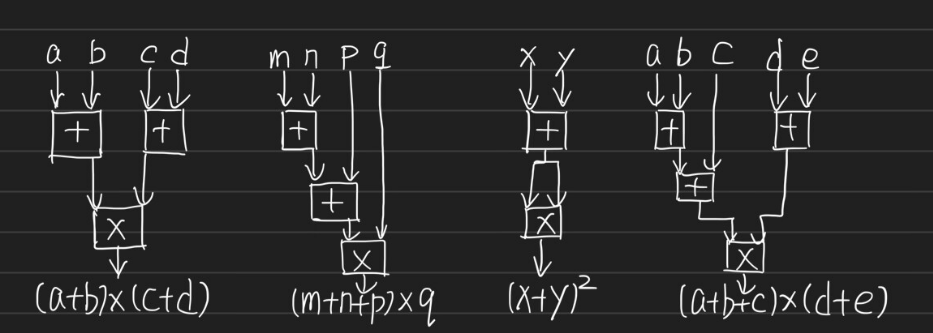 a b c d m n p q x y a b c d e
+ + + + + +
+ +
× × × ×
(a+b)×(c+d) (m+n+p)×q (x+y)² (a+b+c)×(d+e)